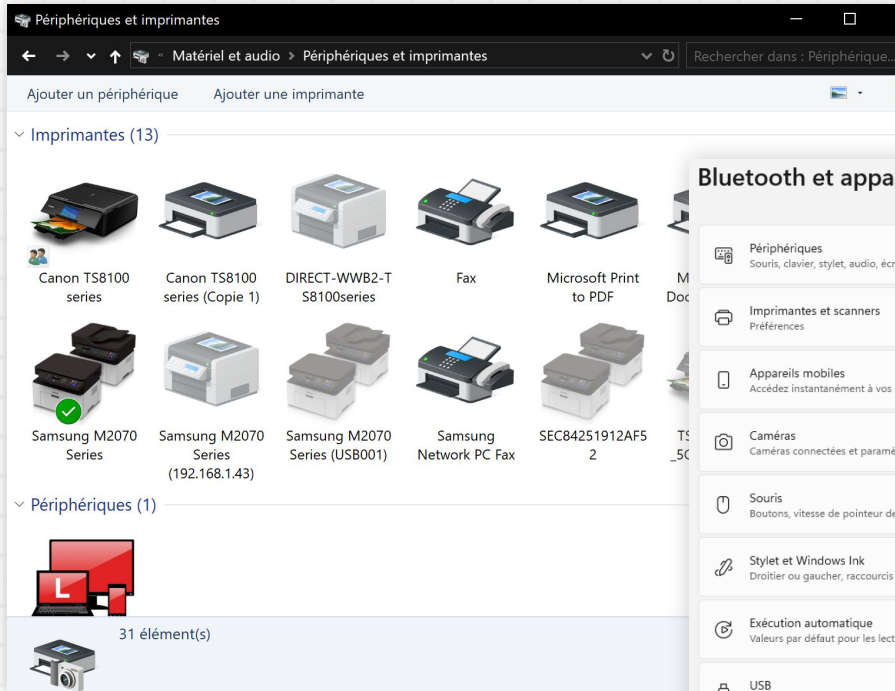 Périphériques et imprimantes
« Matériel et audio > Périphériques et imprimantes
Rechercher dans : Périphérique...
Ajouter un périphérique Ajouter une imprimante
Imprimantes (13)
Canon TS8100
series
Canon TS8100
series (Copie 1)
DIRECT-WWB2-T
S8100series
Fax
Microsoft Print
to PDF
Samsung M2070
Series
Samsung M2070
Series
(192.168.1.43)
Samsung M2070
Series (USB001)
Samsung
Network PC Fax
SEC84251912AF5
2
Périphériques (1)
L
31 élément(s)
Bluetooth et appa
Périphériques
Souris, clavier, stylet, audio, écr
Imprimantes et scanners
Préférences
Appareils mobiles
Accédez instantanément à vos
Caméras
Caméras connectées et paramè
Souris
Boutons, vitesse de pointeur de
Stylet et Windows Ink
Droitier ou gaucher, raccourcis
Exécution automatique
Valeurs par défaut pour les lect
USB